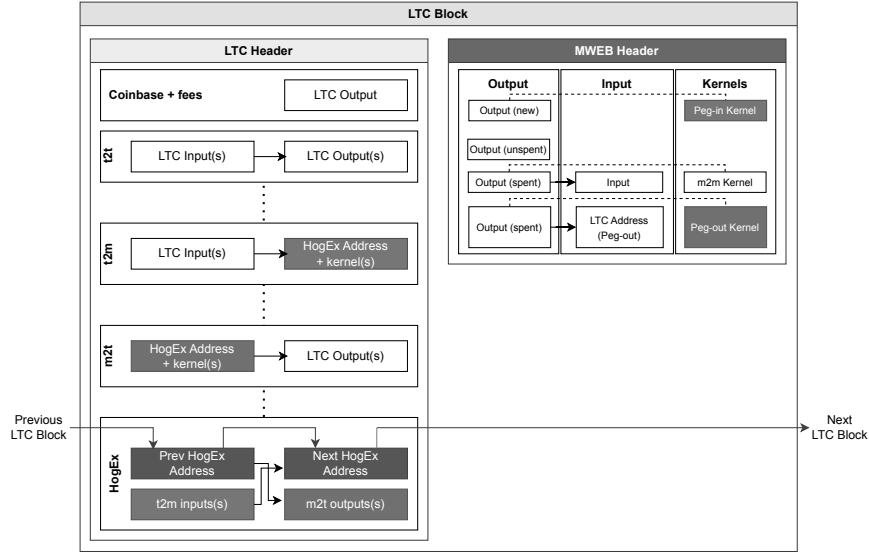 LTC Block
LTC Header
Coinbase + fees
LTC Output
t2t
LTC Input(s)
LTC Output(s)
t2m
LTC Input(s)
HogEx Address
+ kernel(s)
m2t
HogEx Address
+ kernel(s)
LTC Output(s)
Previous
LTC Block
HogEx
Prev HogEx
Address
Next HogEx
Address
t2m inputs(s)
m2t outputs(s)
Next
LTC Block
MWEB Header
Output
Input
Kernels
Output (new)
Peg-in Kernel
Output (unspent)
Output (spent)
Input
m2m Kernel
Output (spent)
LTC Address
(Peg-out)
Peg-out Kernel